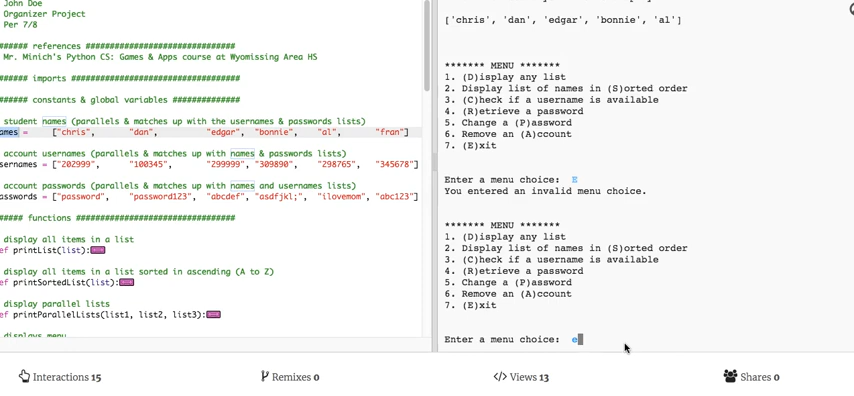 John Doe
Organizer Project
Per 7/8
###### references ################################
Mr. Minich's Python CS: Games & Apps course at Wyomissing Area HS
###### imports ####################################
###### constants & global variables ##############
student names (parallels & matches up with the usernames & passwords lists)
ames = ["chris", "dan", "edgar", "bonnie", "al", "fran"]
account usernames (parallels & matches up with names & passwords lists)
sernames = ["202999", "100345", "299999", "309890", "298765", "345678"]
account passwords (parallels & matches up with names and usernames lists)
asswords = ["password", "password123", "abcdef", "asdfjkl;", "ilovemom", "abc123"]
##### functions ##################################
display all items in a list
ef printList(list):
display all items in a list sorted in ascending (A to Z)
ef printSortedList(list):
display parallel lists
ef printParallelLists(list1, list2, list3):
displays menu
['chris', 'dan', 'edgar', 'bonnie', 'al']
******* MENU *******
1. (D)isplay any list
2. Display list of names in (S)orted order
3. (C)heck if a username is available
4. (R)etrieve a password
5. Change a (P)assword
6. Remove an (A)ccount
7. (E)xit
Enter a menu choice: E
You entered an invalid menu choice.
******* MENU *******
1. (D)isplay any list
2. Display list of names in (S)orted order
3. (C)heck if a username is available
4. (R)etrieve a password
5. Change a (P)assword
6. Remove an (A)ccount
7. (E)xit
Enter a menu choice: e
Interactions 15
Remixes 0
Views 13
Shares 0